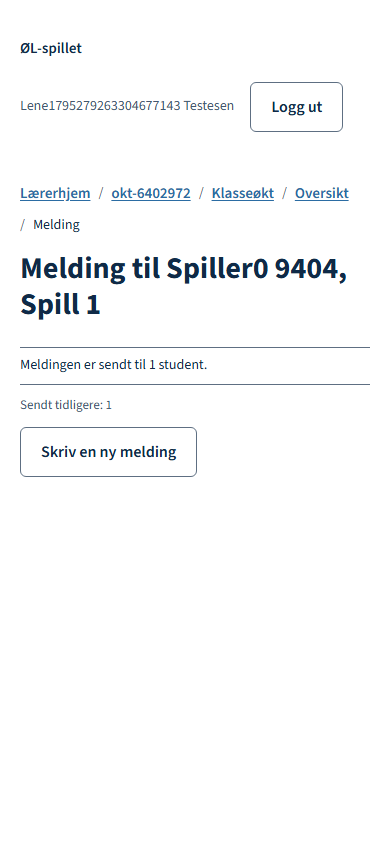 ØL-spillet
Lene1795279263304677143 Testesen
Logg ut
Lærerhjem / okt-6402972 / Klasseøkt / Oversikt
/ Melding
Melding til Spiller0 9404,
Spill 1
Meldingen er sendt til 1 student.
Sendt tidligere: 1
Skriv en ny melding